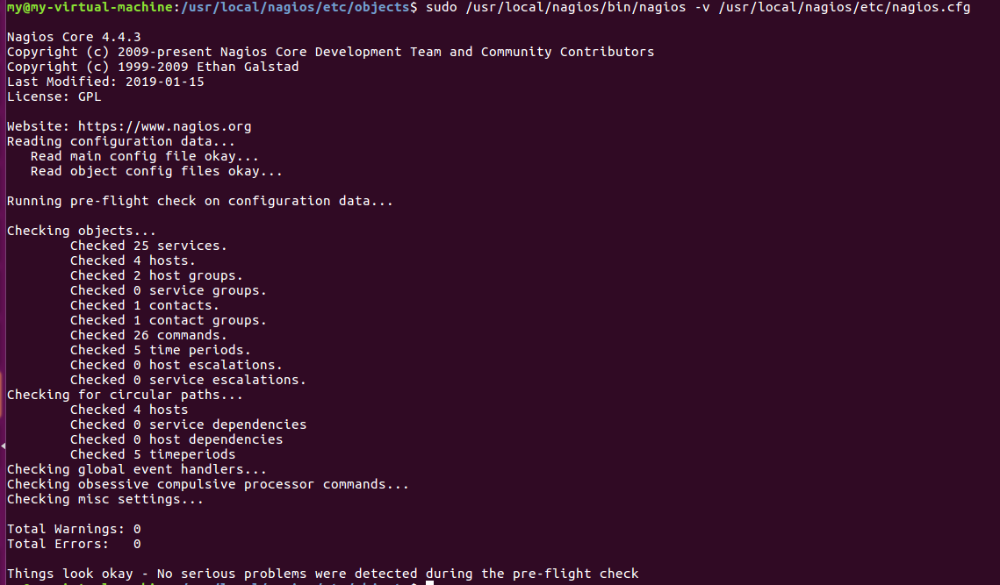 my@my-virtual-machine:/usr/local/nagios/etc/objects$ sudo /usr/local/nagios/bin/nagios -v /usr/local/nagios/etc/nagios.cfg
Nagios Core 4.4.3
Copyright (c) 2009-present Nagios Core Development Team and Community Contributors
Copyright (c) 1999-2009 Ethan Galstad
Last Modified: 2019-01-15
License: GPL
Website: https://www.nagios.org
Reading configuration data...
Read main config file okay...
Read object config files okay...
Running pre-flight check on configuration data...
Checking objects...
Checked 25 services.
Checked 4 hosts.
Checked 2 host groups.
Checked 0 service groups.
Checked 1 contacts.
Checked 1 contact groups.
Checked 26 commands.
Checked 5 time periods.
Checked 0 host escalations.
Checked 0 service escalations.
Checking for circular paths...
Checked 4 hosts
Checked 0 service dependencies
Checked 0 host dependencies
Checked 5 timeperiods
Checking global event handlers...
Checking obsessive compulsive processor commands...
Checking misc settings...
Total Warnings: 0
Total Errors:   0
Things look okay - No serious problems were detected during the pre-flight check